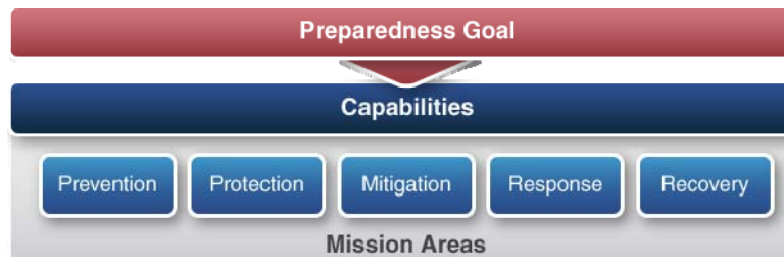 Preparedness Goal
Capabilities
Prevention Protection Mitigation Response Recovery
Mission Areas